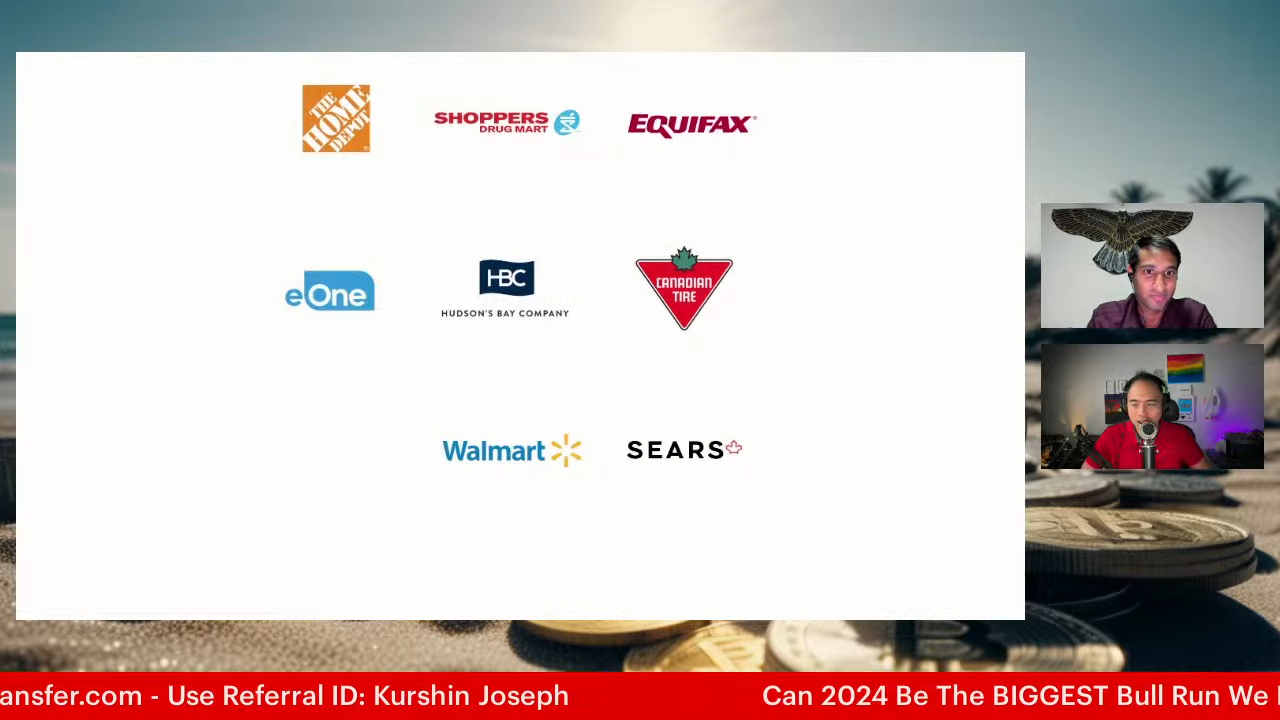 THE
HOME
DEPOT
SHOPPERS
DRUG MART
EQUIFAX
eOne
HBC
HUDSON'S BAY COMPANY
CANADIAN
TIRE
Walmart
SEARS
ansfer.com - Use Referral ID: Kurshin Joseph
Can 2024 Be The BIGGEST Bull Run We